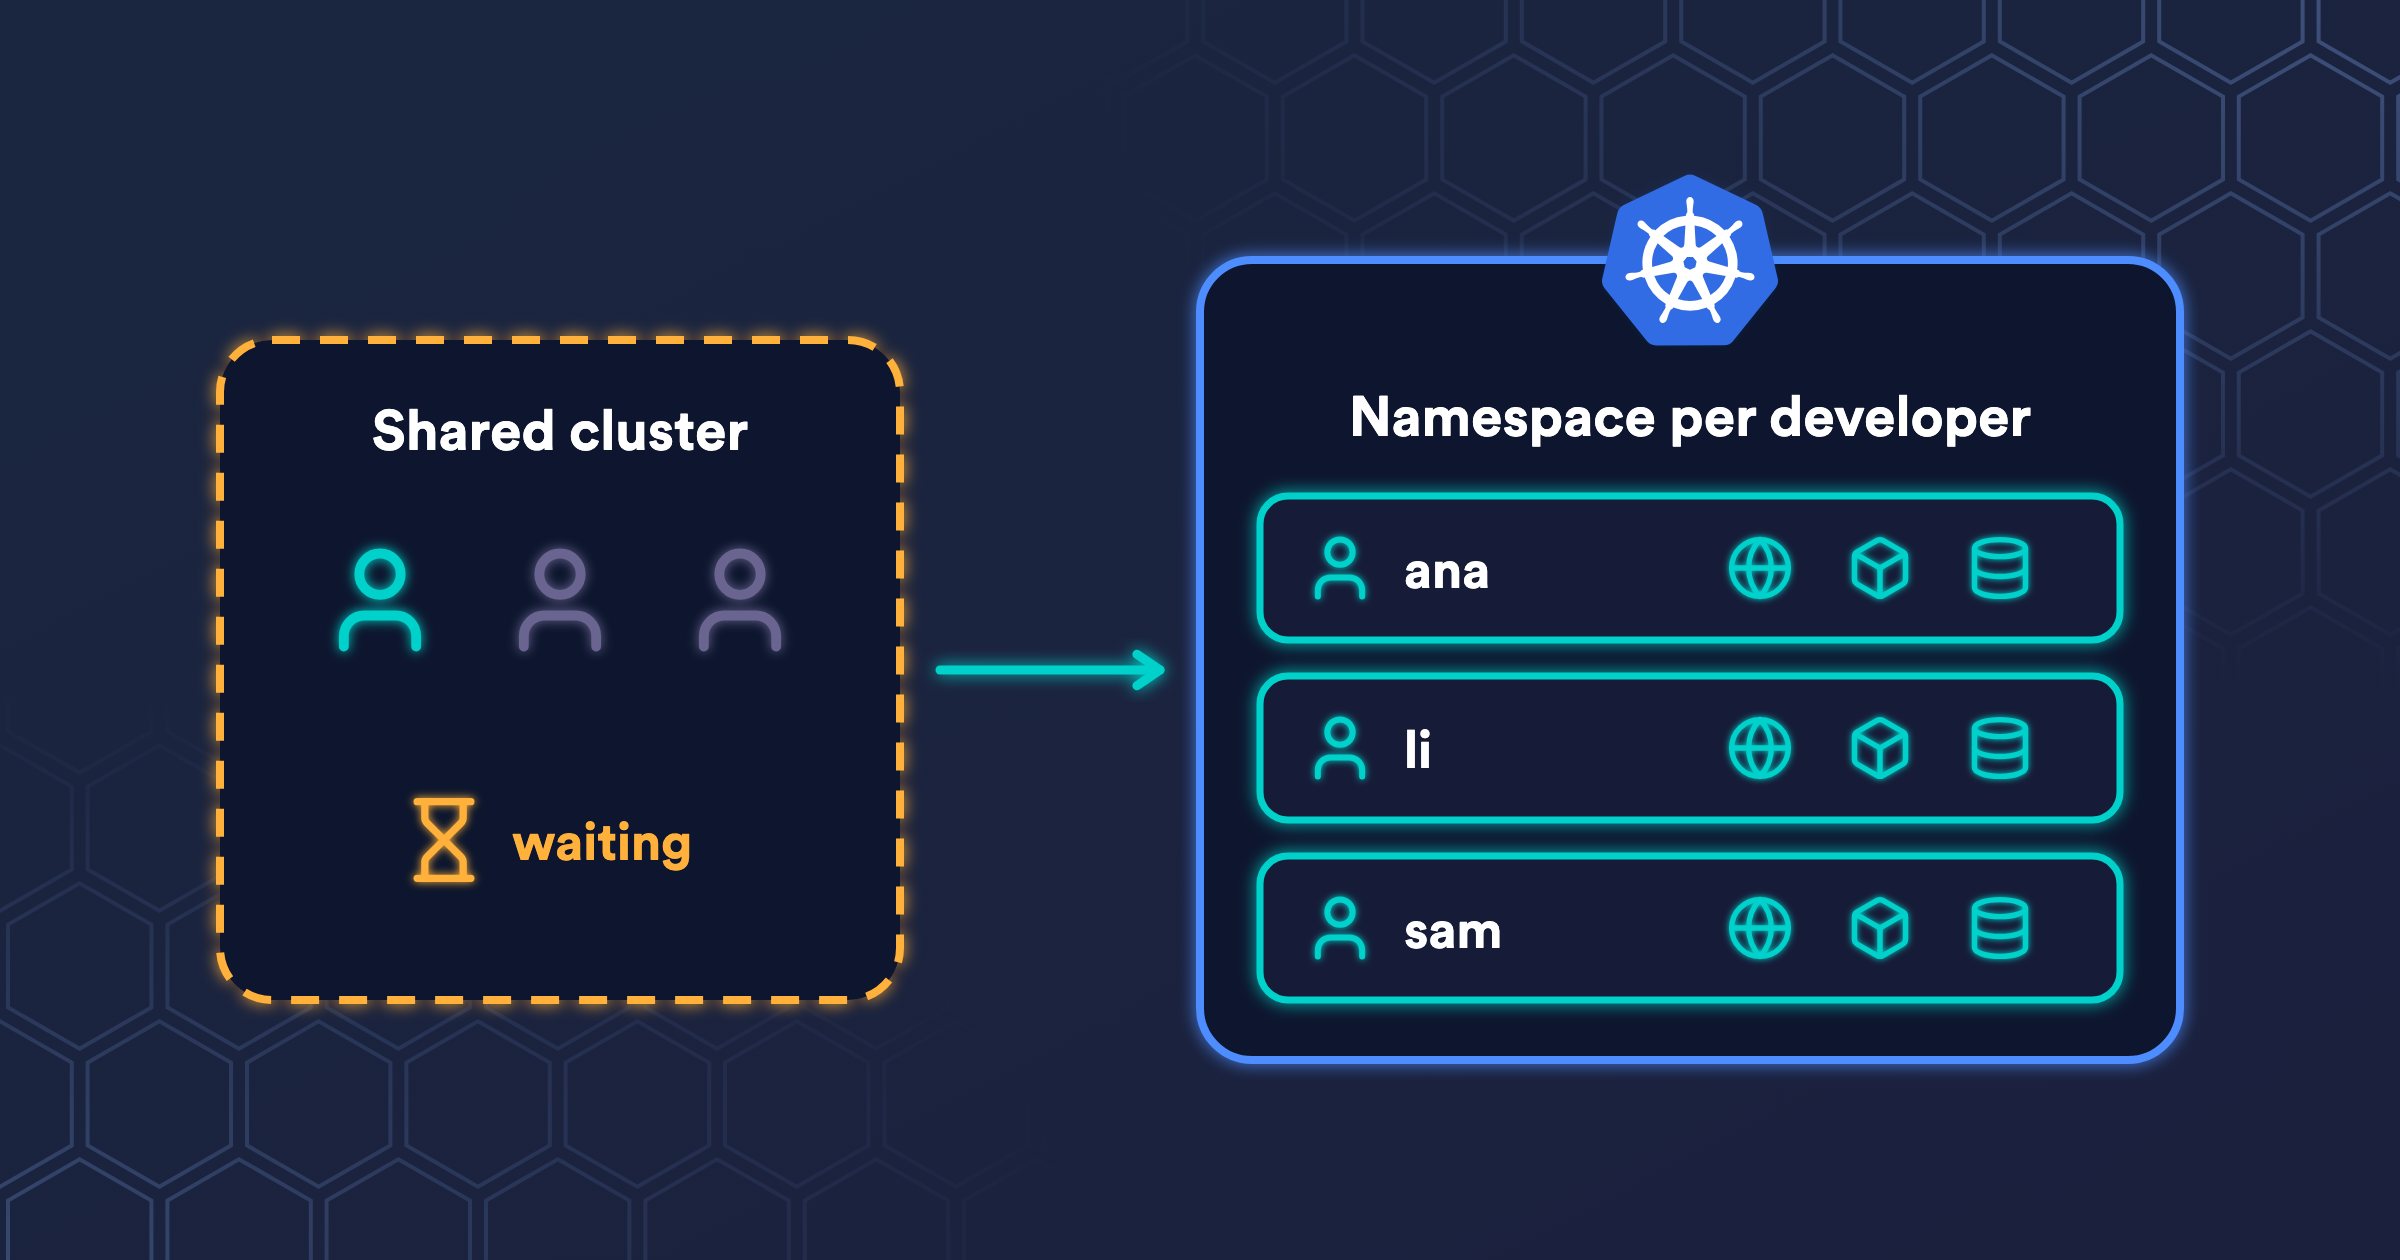 Shared cluster
waiting
Namespace per developer
ana
li
sam